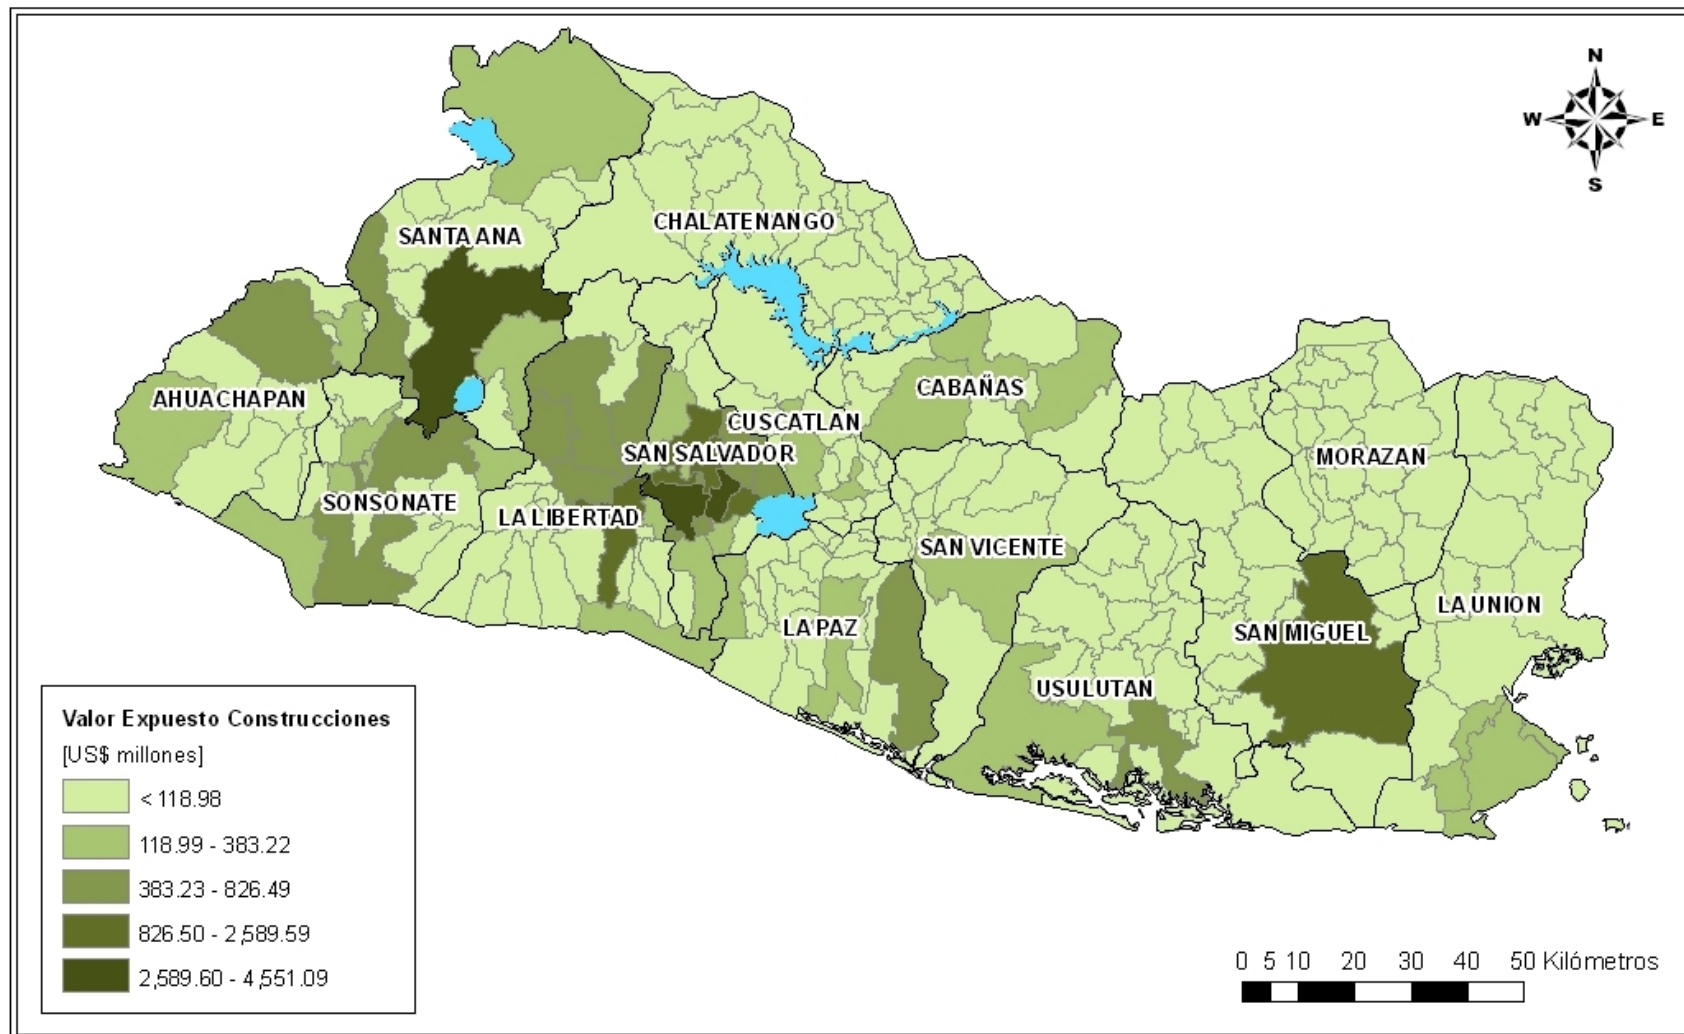 N
W E
S
CHALATENANGO
SANTA ANA
CABAÑAS
AHUACHAPAN
CUSCATLAN
SAN SALVADOR
MORAZAN
SONSONATE
LA LIBERTAD
SAN VICENTE
LA UNION
LA PAZ
SAN MIGUEL
USULUTAN
Valor Expuesto Construcciones
[US$ millones]
< 118.98
118.99 - 383.22
383.23 - 826.49
826.50 - 2,589.59
2,589.60 - 4,551.09
0 5 10 20 30 40 50 Kilómetros